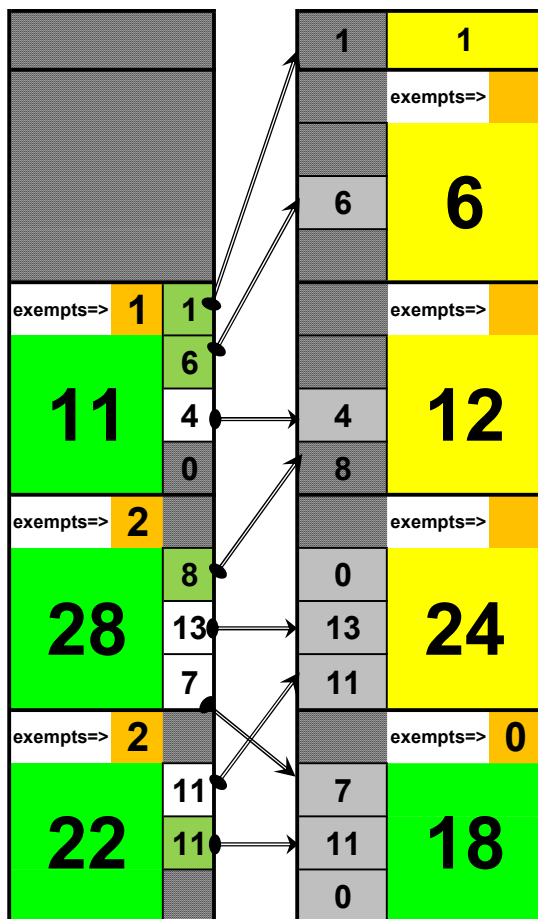 1 1
exempts=>
6 6
exempts=> 1 1 exempts=>
6
11 4 4 12
0 8
exempts=> 2 exempts=>
8 0
28 13 13 24
7 11
exempts=> 2 exempts=> 0
11 7
22 11 11 18
0